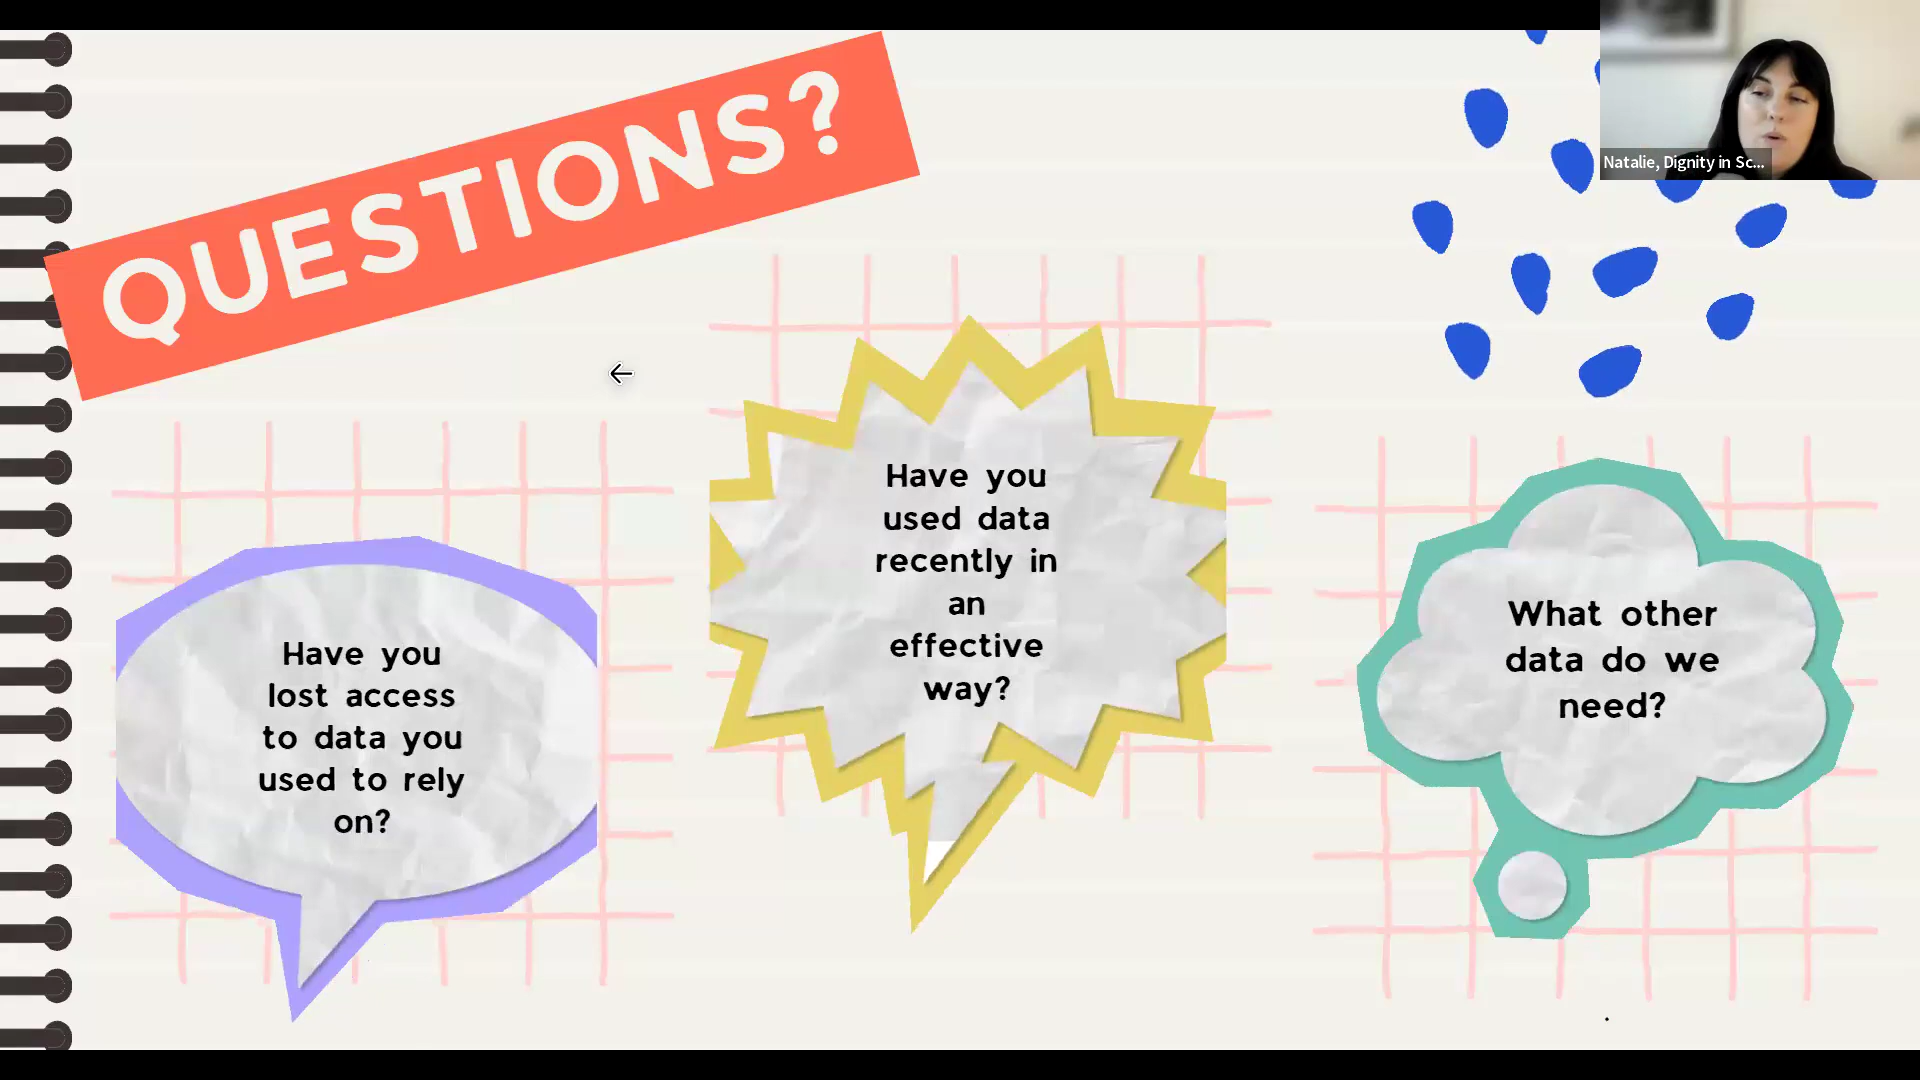 QUESTIONS?
Natalie, Dignity in Sc...
Have you
lost access
to data you
used to rely
on?
Have you
used data
recently in
an
effective
way?
What other
data do we
need?